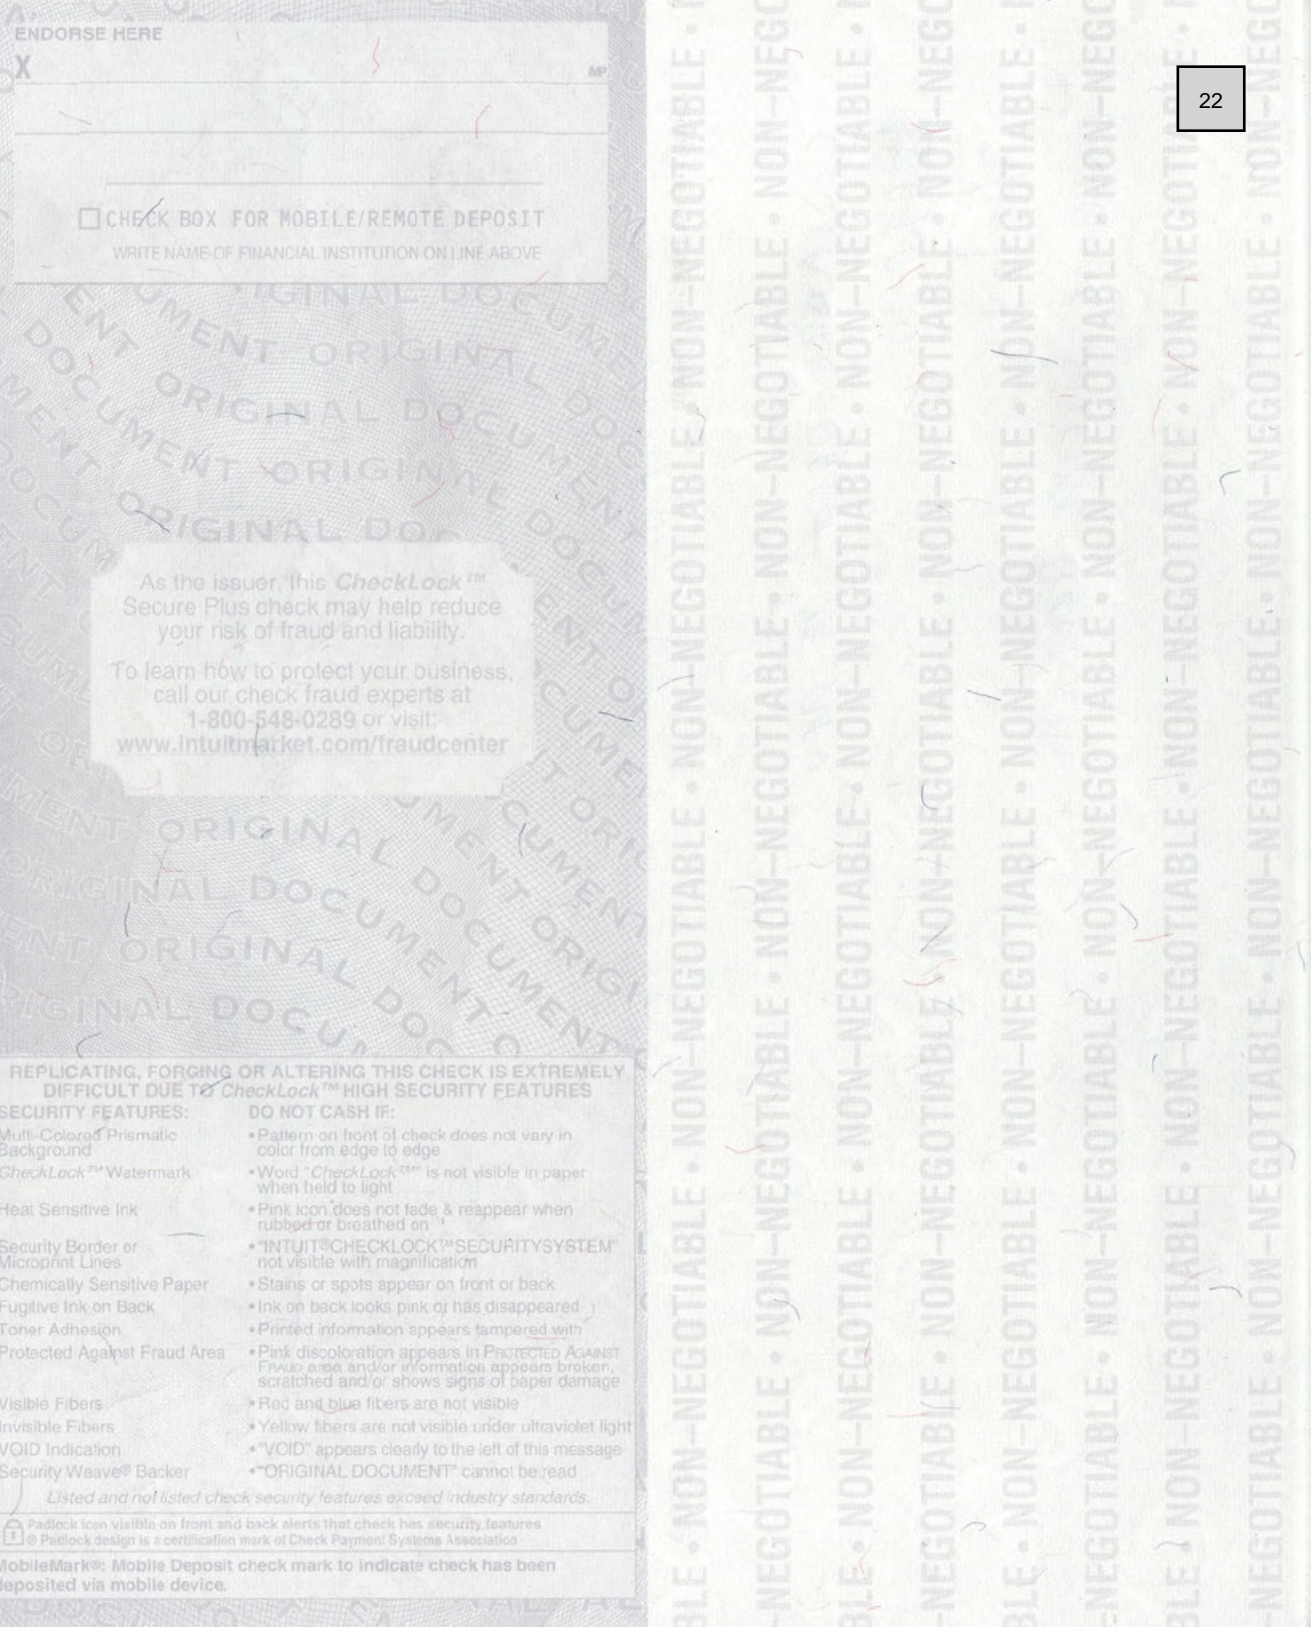 ENDORSE HERE
X
MP
22
CHECK BOX FOR MOBILE/REMOTE DEPOSIT
WRITE NAME OF FINANCIAL INSTITUTION ON LINE ABOVE
ORIGINAL DOCUMENT
As the issuer, this CheckLock™
Secure Plus check may help reduce
your risk of fraud and liability.
To learn how to protect your business,
call our check fraud experts at
1-800-548-0289 or visit:
www.intuitmarket.com/fraudcenter
ORIGINAL DOCUMENT
REPLICATING, FORGING OR ALTERING THIS CHECK IS EXTREMELY
DIFFICULT DUE TO CheckLock™ HIGH SECURITY FEATURES
SECURITY FEATURES: DO NOT CASH IF:
Multi-Colored Prismatic Background • Pattern on front of check does not vary in
color from edge to edge
CheckLock™ Watermark • Word "CheckLock™" is not visible in paper
when held to light
Heat Sensitive Ink • Pink icon does not fade & reappear when
rubbed or breathed on
Security Border or Microprint Lines • "INTUIT®CHECKLOCK™SECURITYSYSTEM"
not visible with magnification
Chemically Sensitive Paper • Stains or spots appear on front or back
Fugitive Ink on Back • Ink on back looks pink or has disappeared
Toner Adhesion • Printed information appears tampered with
Protected Against Fraud Area • Pink discoloration appears in PROTECTED AGAINST
FRAUD area and/or information appears broken,
scratched and/or shows signs of paper damage
Visible Fibers • Red and blue fibers are not visible
Invisible Fibers • Yellow fibers are not visible under ultraviolet light
VOID Indication • "VOID" appears clearly to the left of this message
Security Weave® Backer • "ORIGINAL DOCUMENT" cannot be read
Listed and not listed check security features exceed industry standards.
Padlock icon visible on front and back alerts that check has security features
® Padlock design is a certification mark of Check Payment Systems Association
MobileMark®: Mobile Deposit check mark to indicate check has been
deposited via mobile device.
NON–NEGOTIABLE • NON–NEGOTIABLE • NON–NEGOTIABLE • NON–NEGOTIABLE